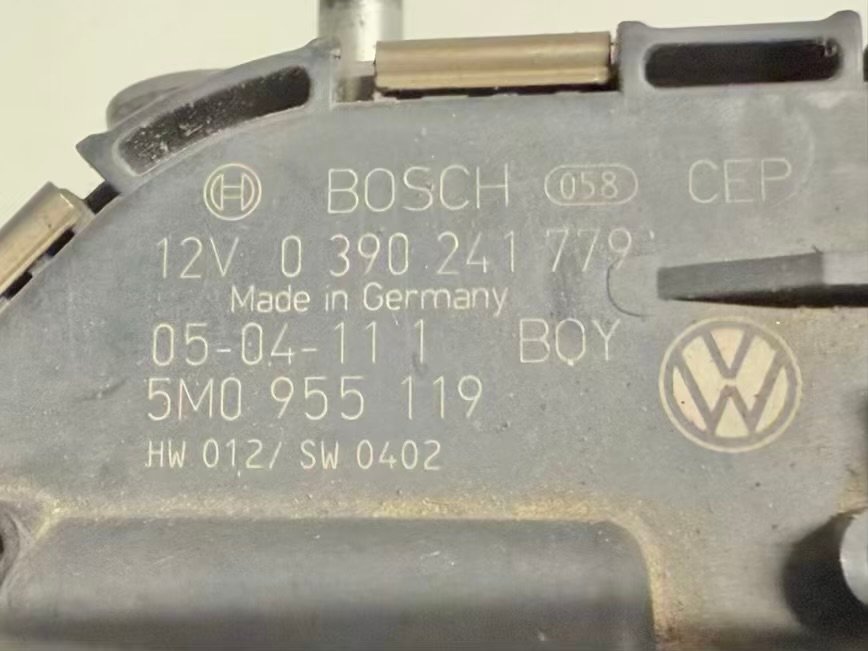 BOSCH 058 CEP
12V 0 390 241 779
Made in Germany
05-04-11 1 BOY
5M0 955 119
HW 012/ SW 0402